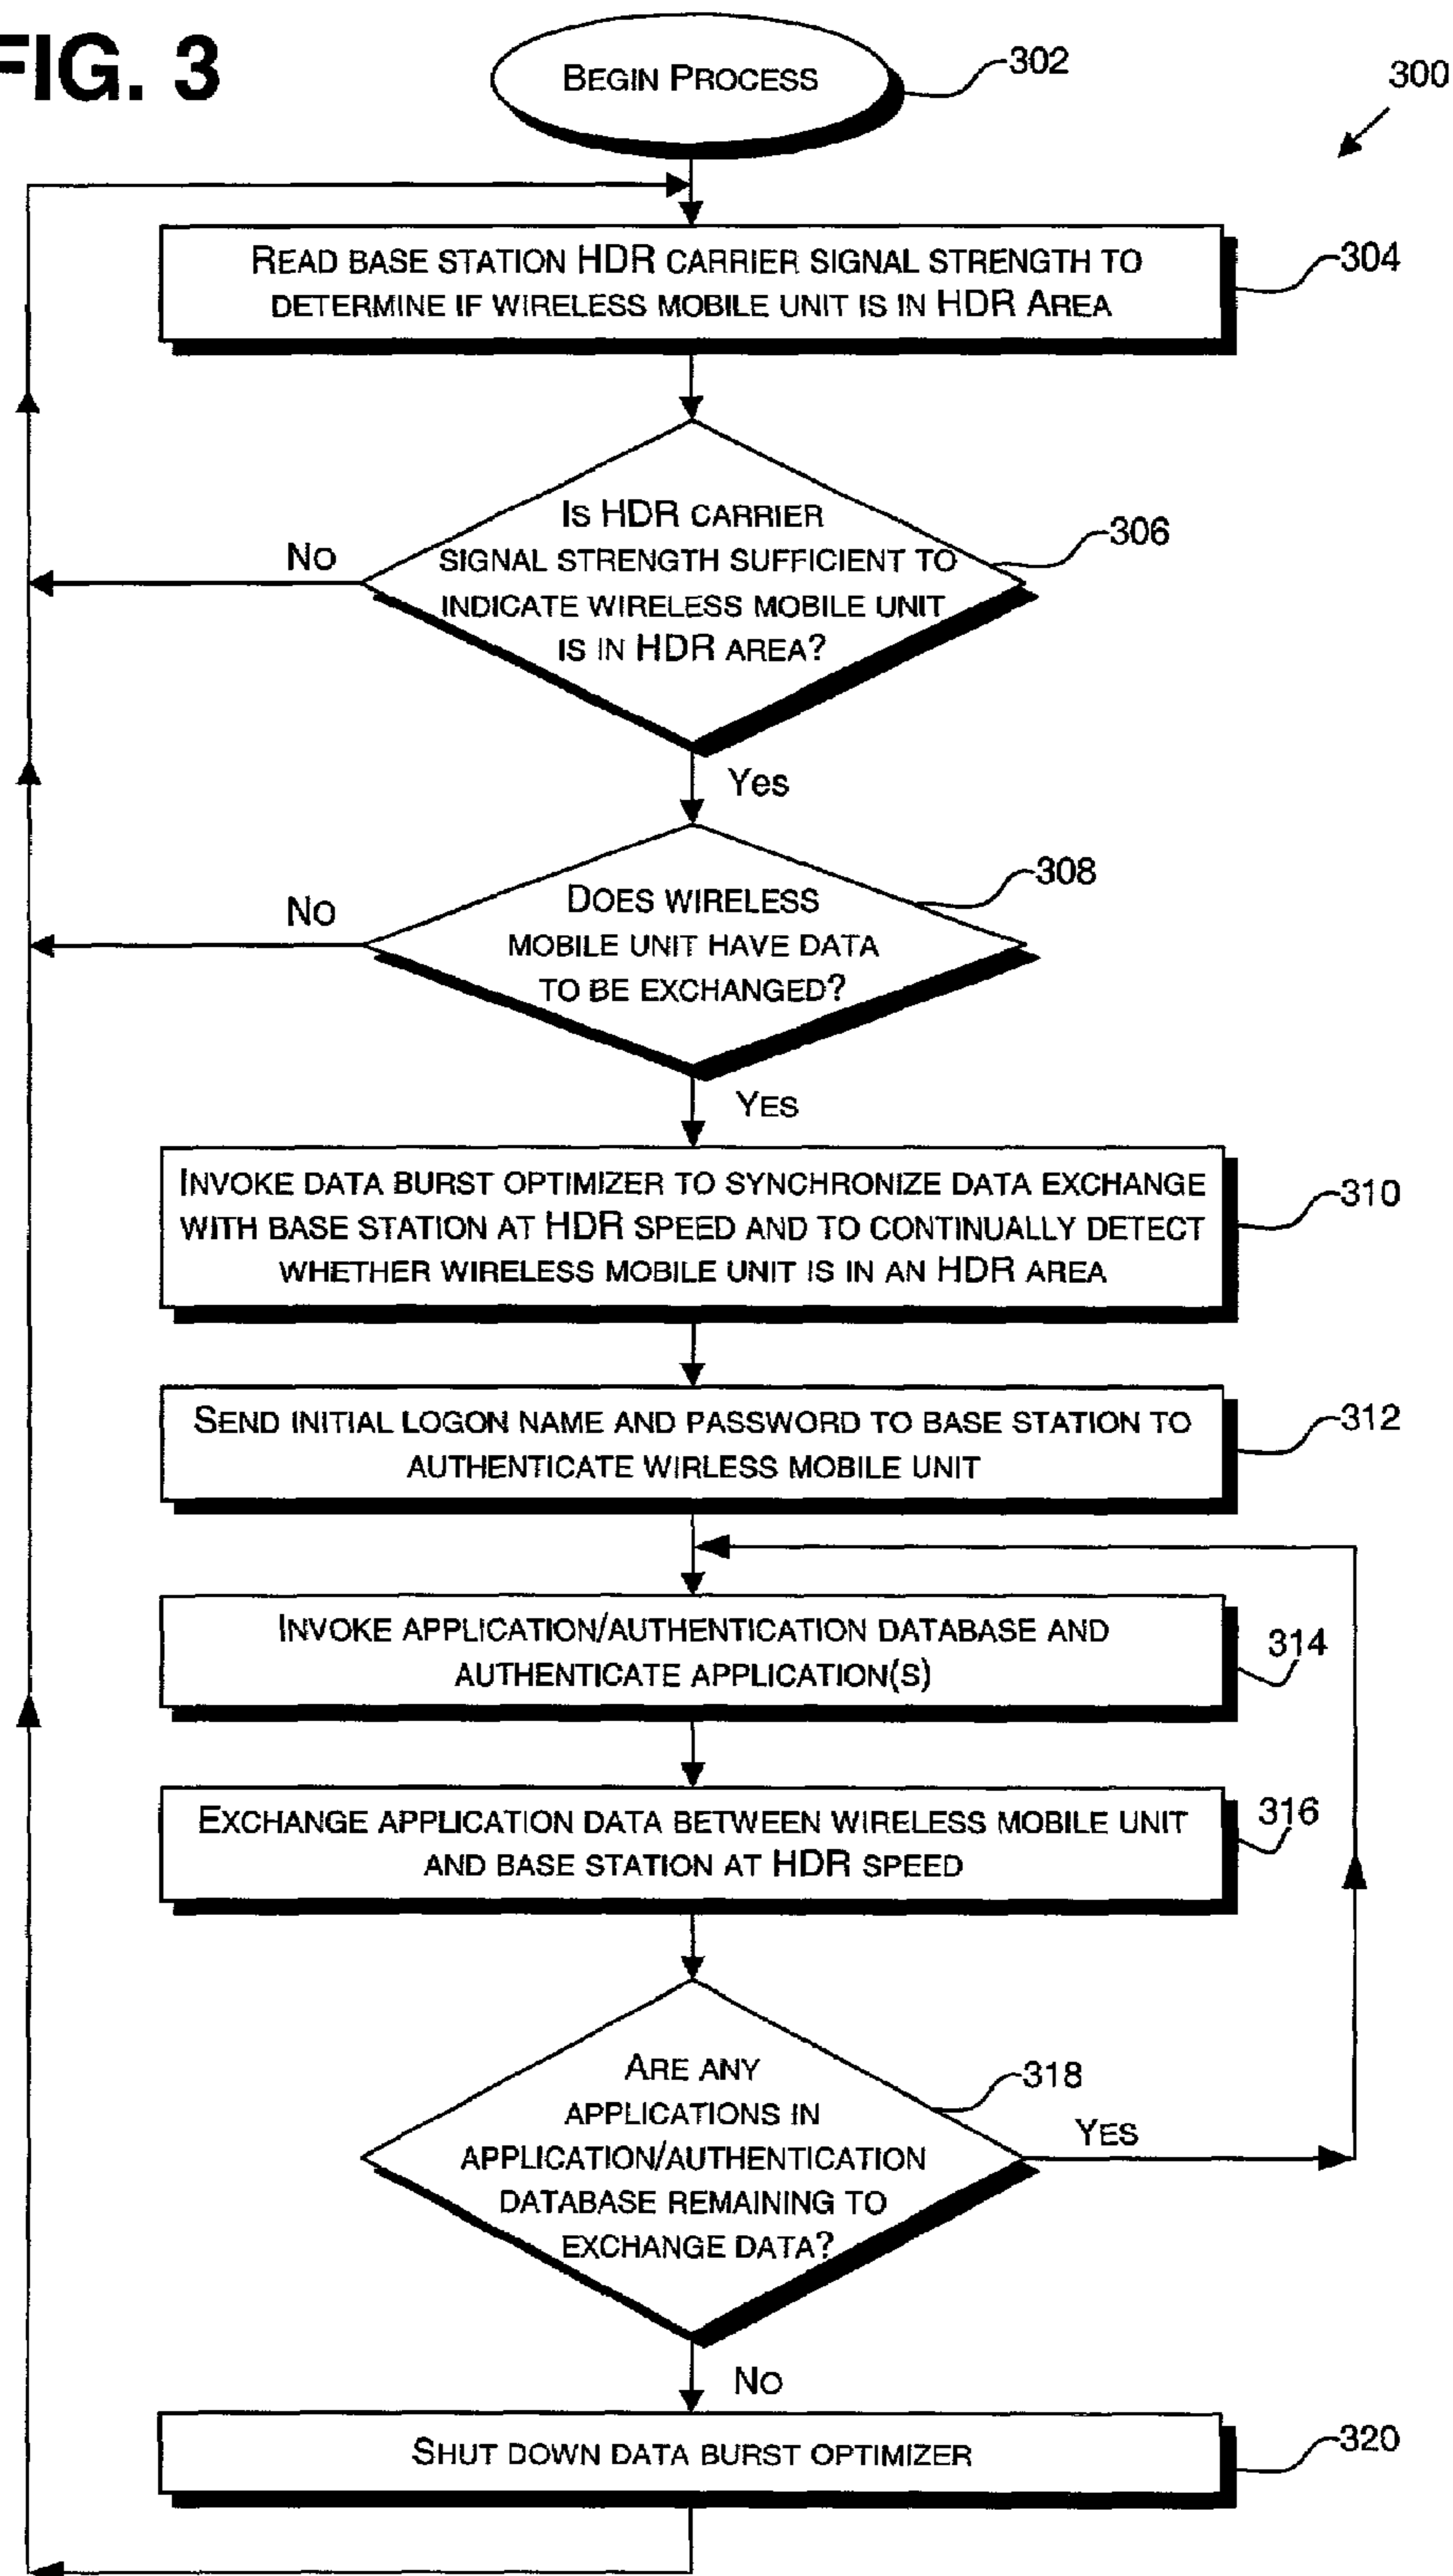 FIG. 3
BEGIN PROCESS
302
300
READ BASE STATION HDR CARRIER SIGNAL STRENGTH TO
DETERMINE IF WIRELESS MOBILE UNIT IS IN HDR AREA
304
IS HDR CARRIER
SIGNAL STRENGTH SUFFICIENT TO
INDICATE WIRELESS MOBILE UNIT
IS IN HDR AREA?
306
No
Yes
DOES WIRELESS
MOBILE UNIT HAVE DATA
TO BE EXCHANGED?
308
No
YES
INVOKE DATA BURST OPTIMIZER TO SYNCHRONIZE DATA EXCHANGE
WITH BASE STATION AT HDR SPEED AND TO CONTINUALLY DETECT
WHETHER WIRELESS MOBILE UNIT IS IN AN HDR AREA
310
SEND INITIAL LOGON NAME AND PASSWORD TO BASE STATION TO
AUTHENTICATE WIRLESS MOBILE UNIT
312
INVOKE APPLICATION/AUTHENTICATION DATABASE AND
AUTHENTICATE APPLICATION(S)
314
EXCHANGE APPLICATION DATA BETWEEN WIRELESS MOBILE UNIT
AND BASE STATION AT HDR SPEED
316
ARE ANY
APPLICATIONS IN
APPLICATION/AUTHENTICATION
DATABASE REMAINING TO
EXCHANGE DATA?
318
YES
NO
SHUT DOWN DATA BURST OPTIMIZER
320